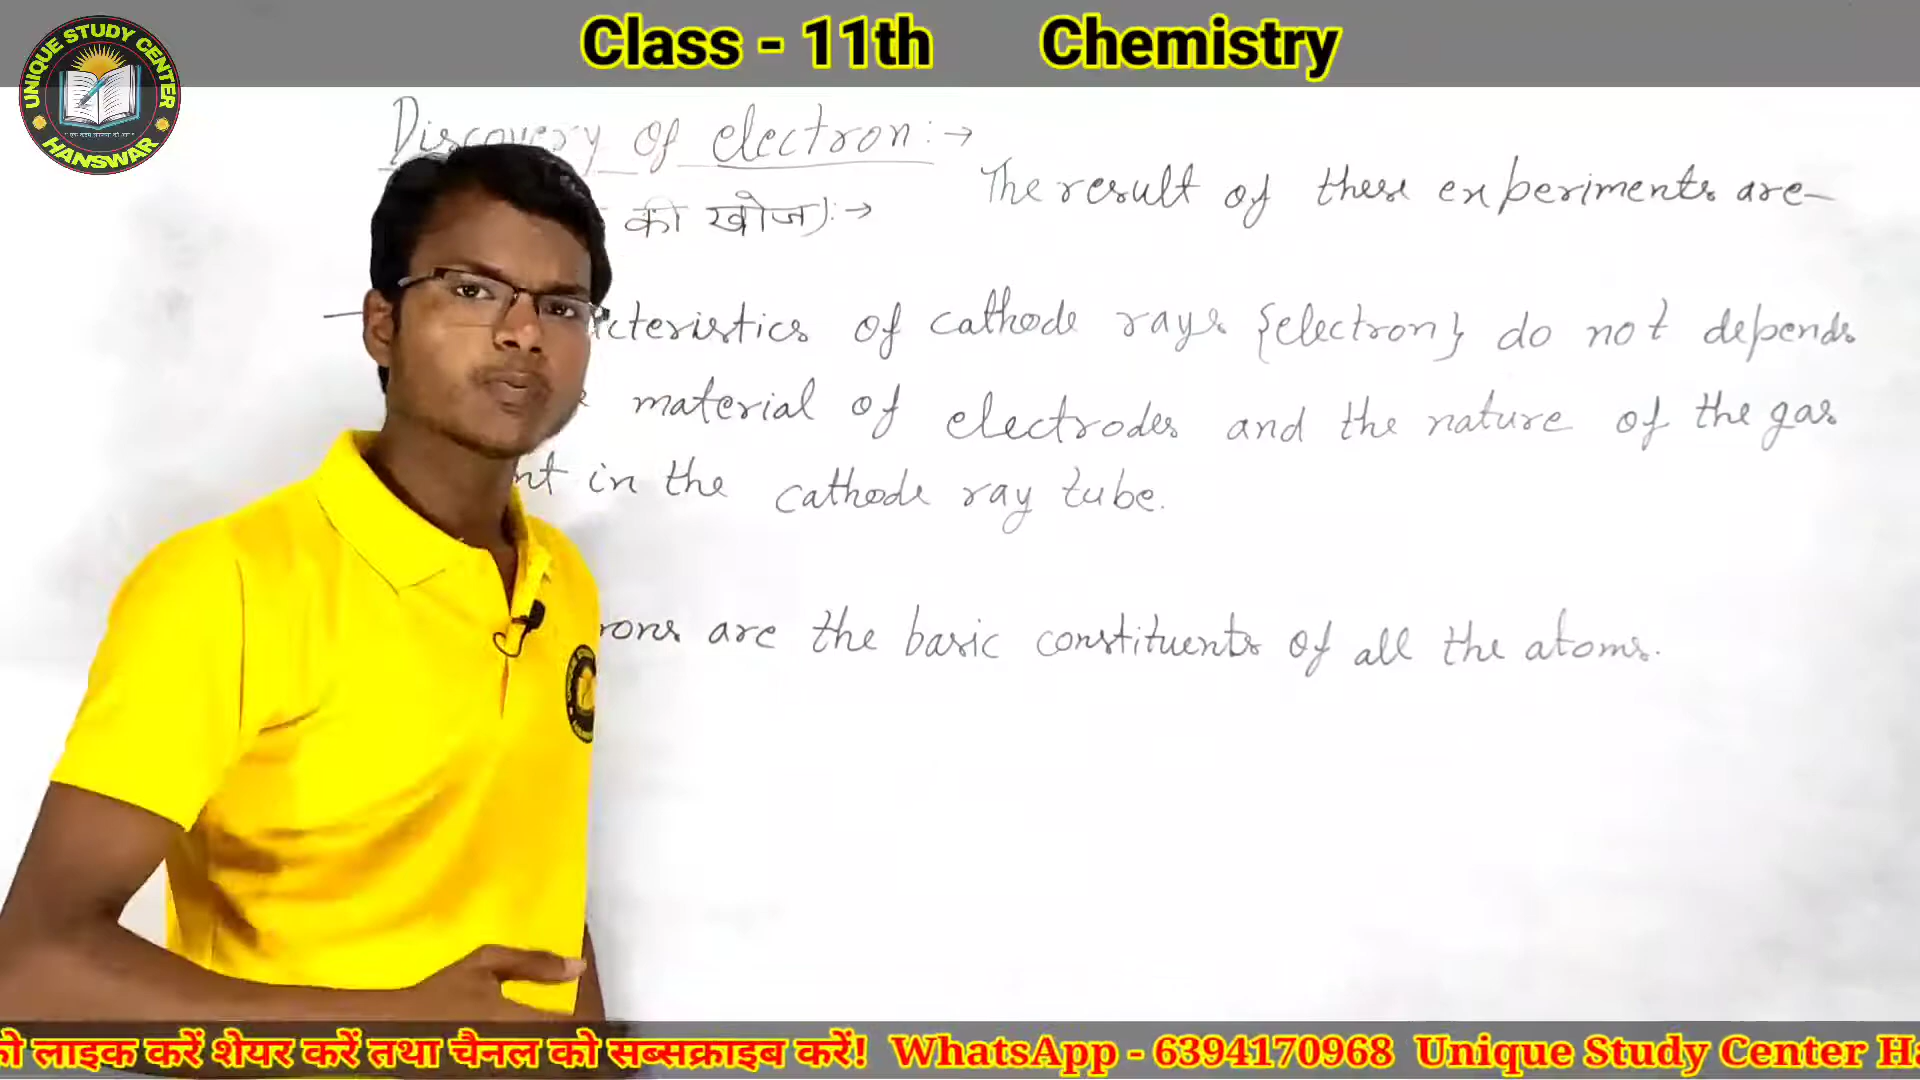 Class - 11th Chemistry
UNIQUE STUDY CENTER
HANSWAR
Discovery of electron:→
की खोज):→
The result of these experiments are—
cteristics of cathode rays {electron} do not depends
material of electrodes and the nature of the gas
nt in the cathode ray tube.
rons are the basic constituents of all the atoms.
लाइक करें शेयर करें तथा चैनल को सब्सक्राइब करें! WhatsApp - 6394170968 Unique Study Center